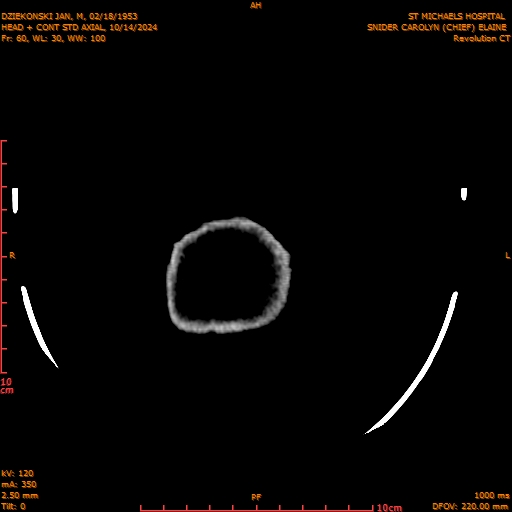 AH
DZIEKONSKI JAN, M, 02/18/1953
HEAD + CONT STD AXIAL, 10/14/2024
Fr: 60, WL: 30, WW: 100
ST MICHAELS HOSPITAL
SNIDER CAROLYN (CHIEF) ELAINE
Revolution CT
R
L
10
cm
kV: 120
mA: 350
2.50 mm
Tilt: 0
PF
10cm
1000 ms
DFOV: 220.00 mm